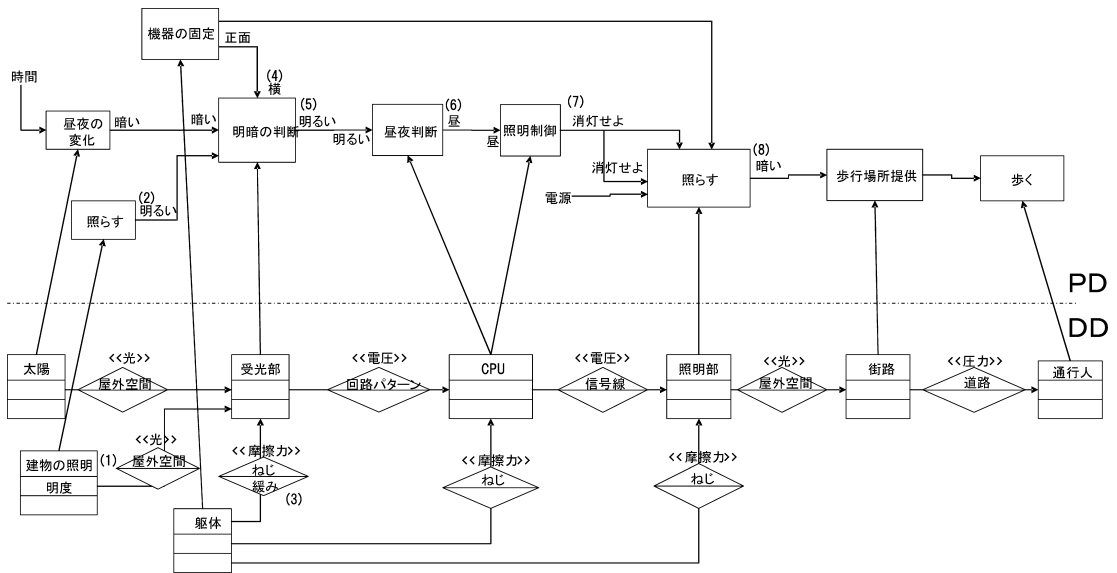 機器の固定
正面
時間
(4)
横
昼夜の
変化
暗い
暗い
明暗の判断
(5)
明るい
明るい
昼夜判断
(6)
昼
昼
照明制御
(7)
消灯せよ
消灯せよ
電源
照らす
(8)
暗い
歩行場所提供
歩く
照らす
(2)
明るい
PD
DD
太陽
<<光>>
屋外空間
受光部
<<電圧>>
回路パターン
CPU
<<電圧>>
信号線
照明部
<<光>>
屋外空間
街路
<<圧力>>
道路
通行人
建物の照明
明度
(1)
<<光>>
屋外空間
<<摩擦力>>
ねじ
緩み
(3)
<<摩擦力>>
ねじ
<<摩擦力>>
ねじ
躯体